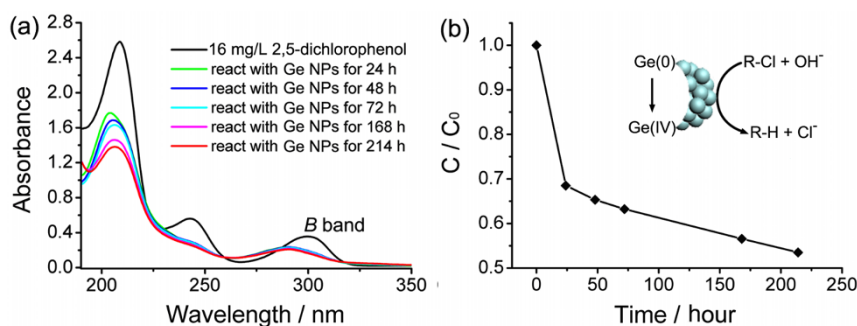 (a)
2.8
2.4
2.0
1.6
1.2
0.8
0.4
0.0
Absorbance
16 mg/L 2,5-dichlorophenol
react with Ge NPs for 24 h
react with Ge NPs for 48 h
react with Ge NPs for 72 h
react with Ge NPs for 168 h
react with Ge NPs for 214 h
B band
200 250 300 350
Wavelength / nm
(b)
1.0
0.9
0.8
0.7
0.6
0.5
C / C₀
Ge(0)
Ge(IV)
R-Cl + OH⁻
R-H + Cl⁻
0 50 100 150 200 250
Time / hour